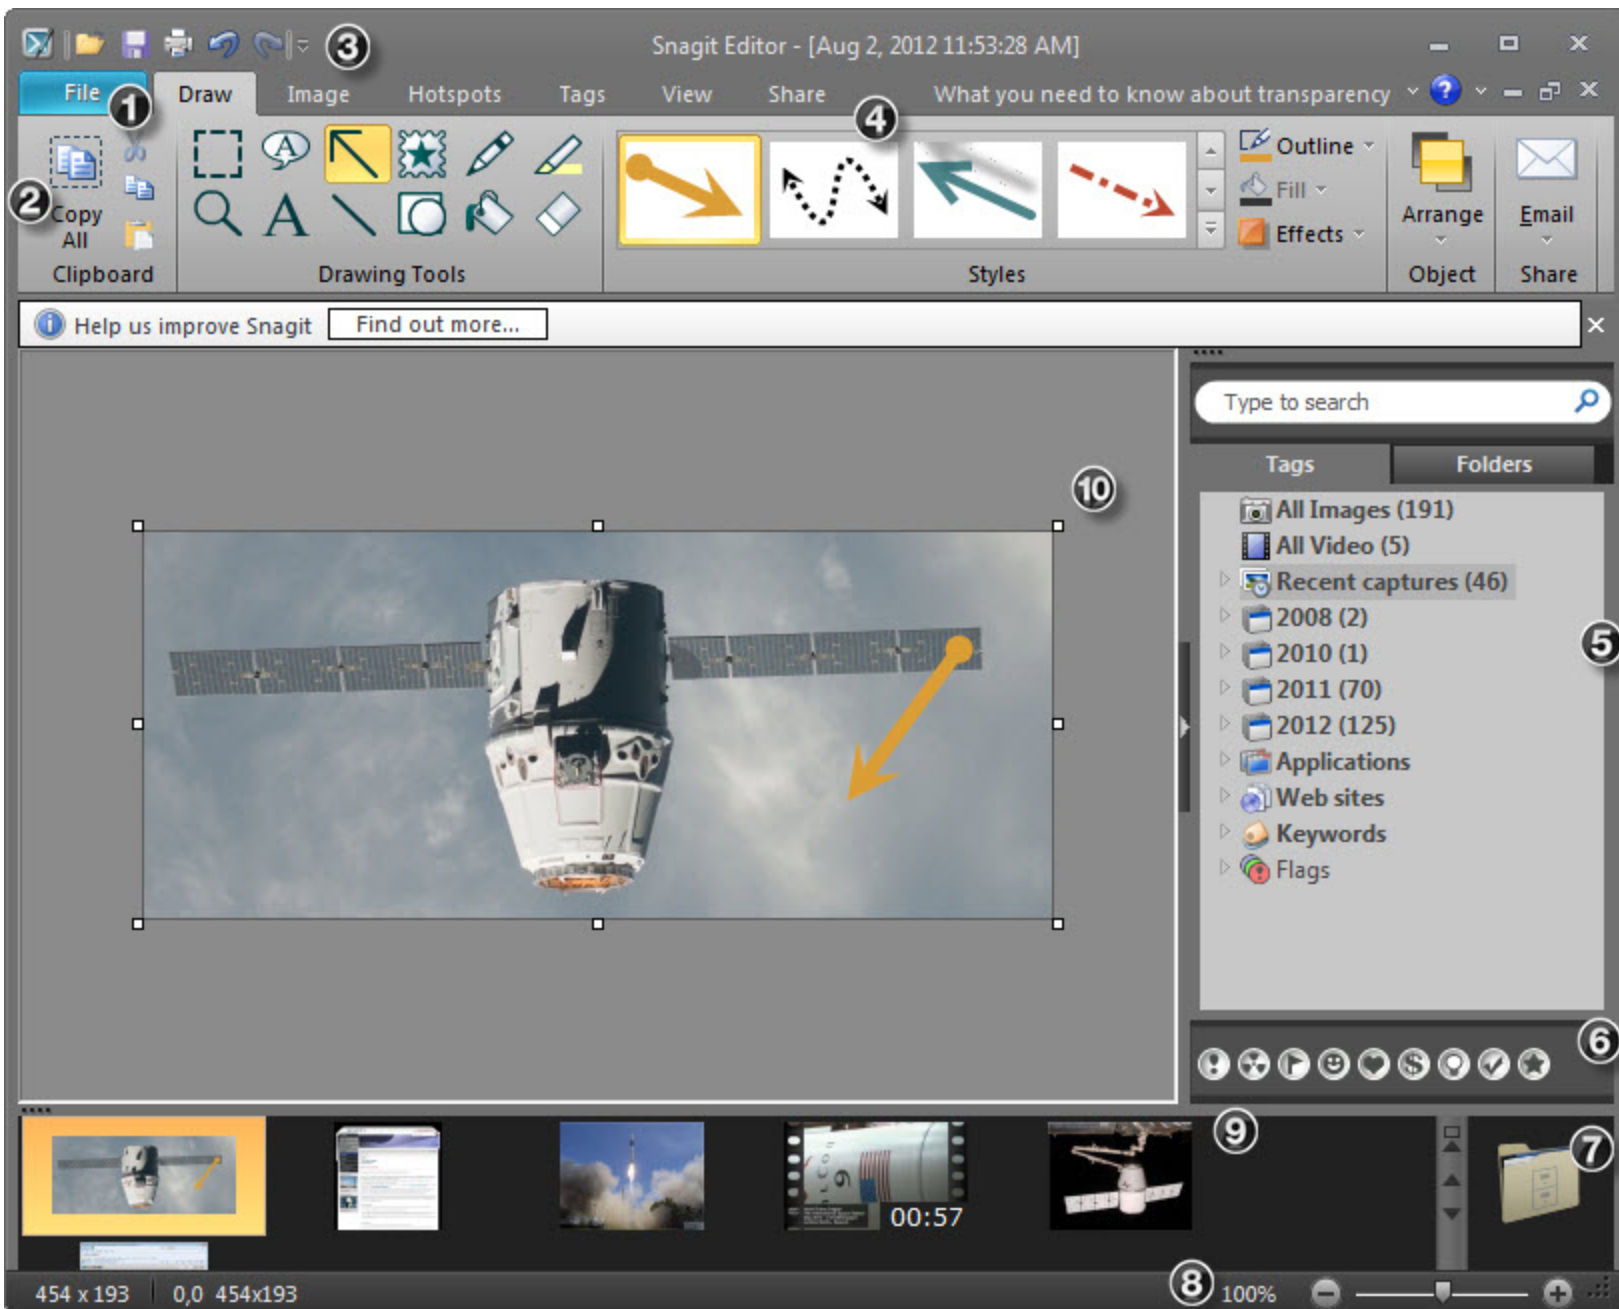 Snagit Editor - [Aug 2, 2012 11:53:28 AM]
3
File
Draw
Image
Hotspots
Tags
View
Share
What you need to know about transparency
?
1
4
2
Copy All
Clipboard
A
A
Drawing Tools
Styles
Outline
Fill
Effects
Arrange
Object
Email
Share
Help us improve Snagit
Find out more...
Type to search
Tags
Folders
10
All Images (191)
All Video (5)
Recent captures (46)
2008 (2)
2010 (1)
2011 (70)
2012 (125)
Applications
Web sites
Keywords
Flags
5
6
$
9
7
00:57
454 x 193
0,0 454x193
8
100%